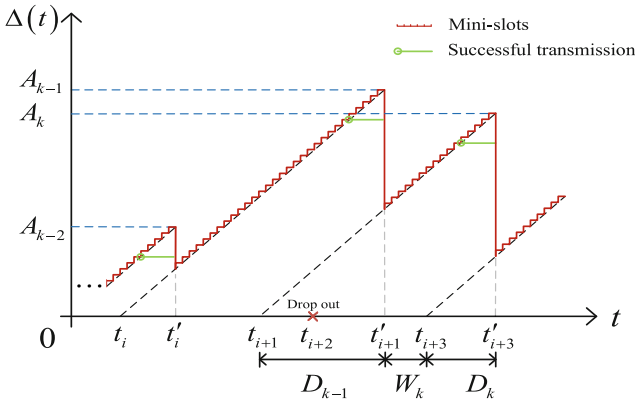 Δ(t)
Mini-slots
Successful transmission
A_{k-1}
A_k
A_{k-2}
Drop out
0
t_i
t'_i
t_{i+1}
t_{i+2}
t'_{i+1}
t_{i+3}
t'_{i+3}
t
D_{k-1}
W_k
D_k